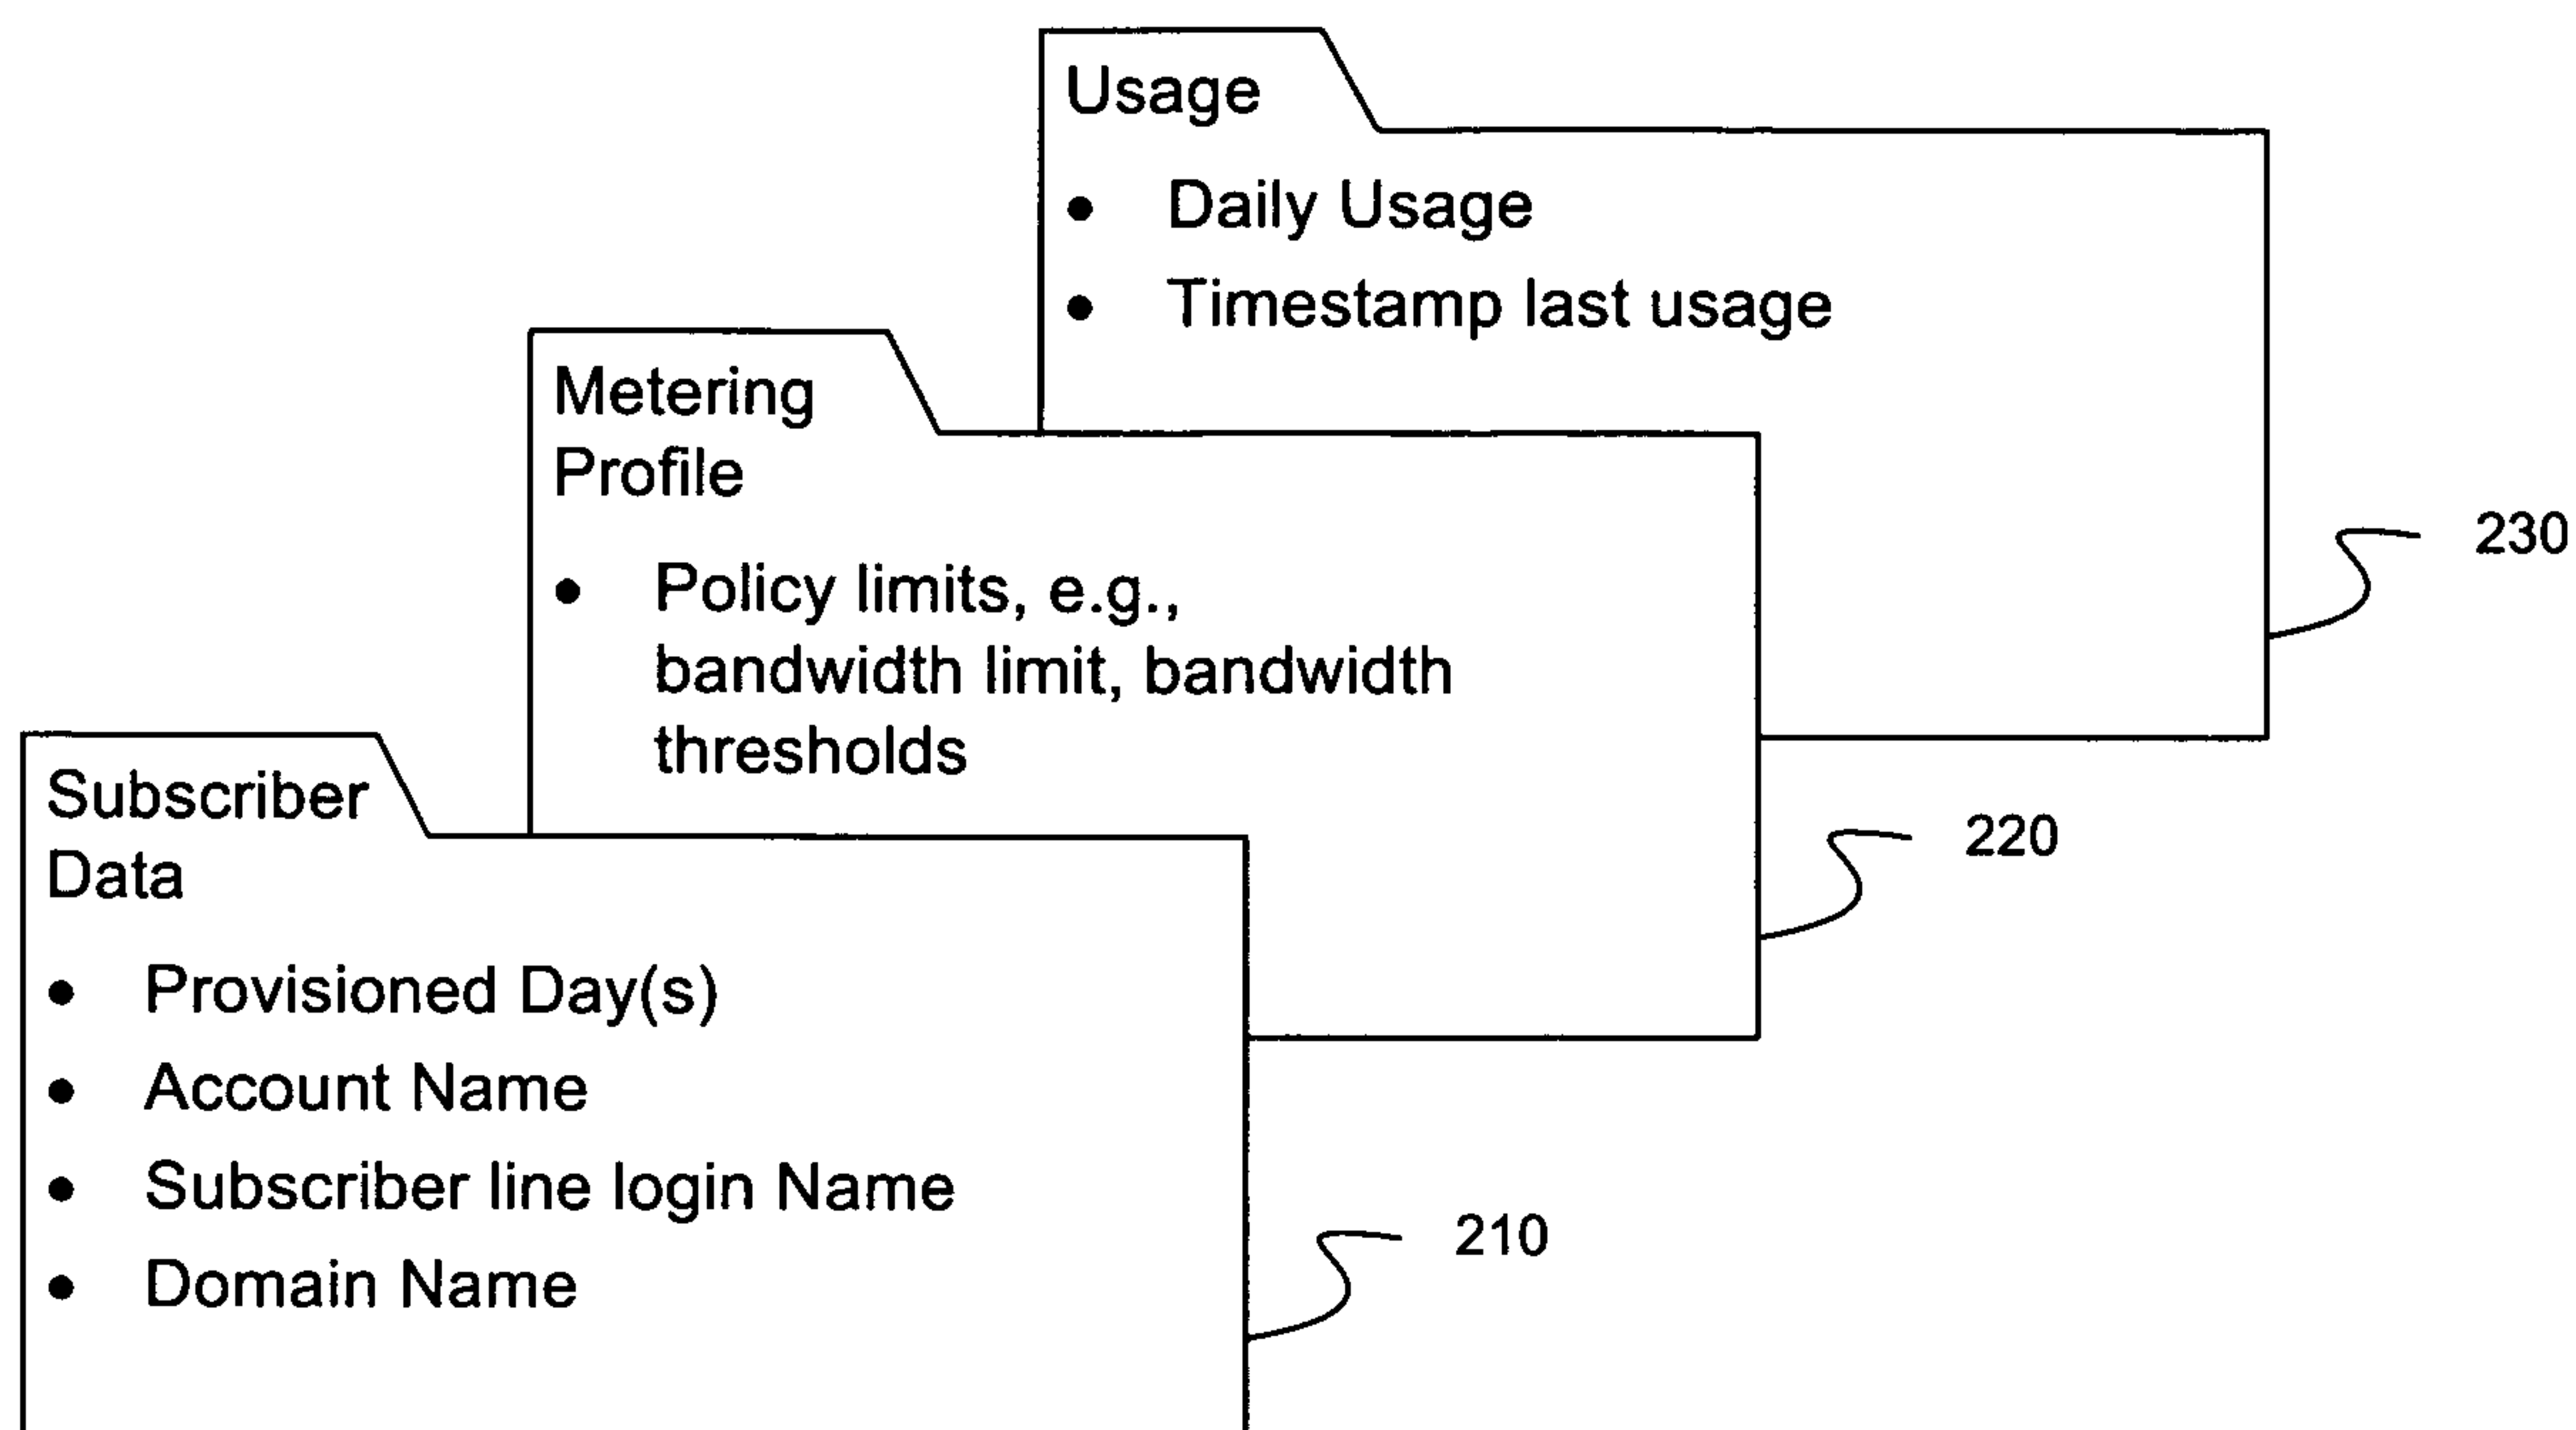 Usage
• Daily Usage
• Timestamp last usage
Metering
Profile
• Policy limits, e.g.,
bandwidth limit, bandwidth
thresholds
230
Subscriber
Data
• Provisioned Day(s)
• Account Name
• Subscriber line login Name
• Domain Name
220
210